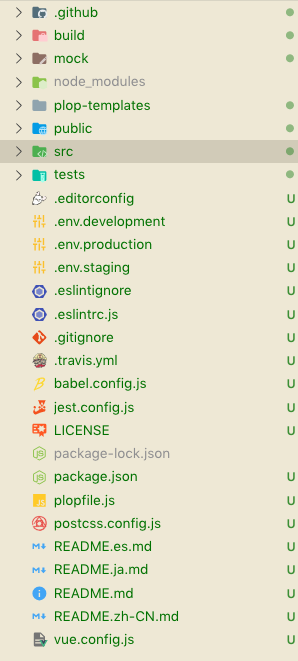 .github
build
mock
node_modules
plop-templates
public
src
tests
.editorconfig U
.env.development U
.env.production U
.env.staging U
.eslintignore U
.eslintrc.js U
.gitignore U
.travis.yml U
babel.config.js U
jest.config.js U
LICENSE U
package-lock.json
package.json U
plopfile.js U
postcss.config.js U
README.es.md U
README.ja.md U
README.md U
README.zh-CN.md U
vue.config.js U